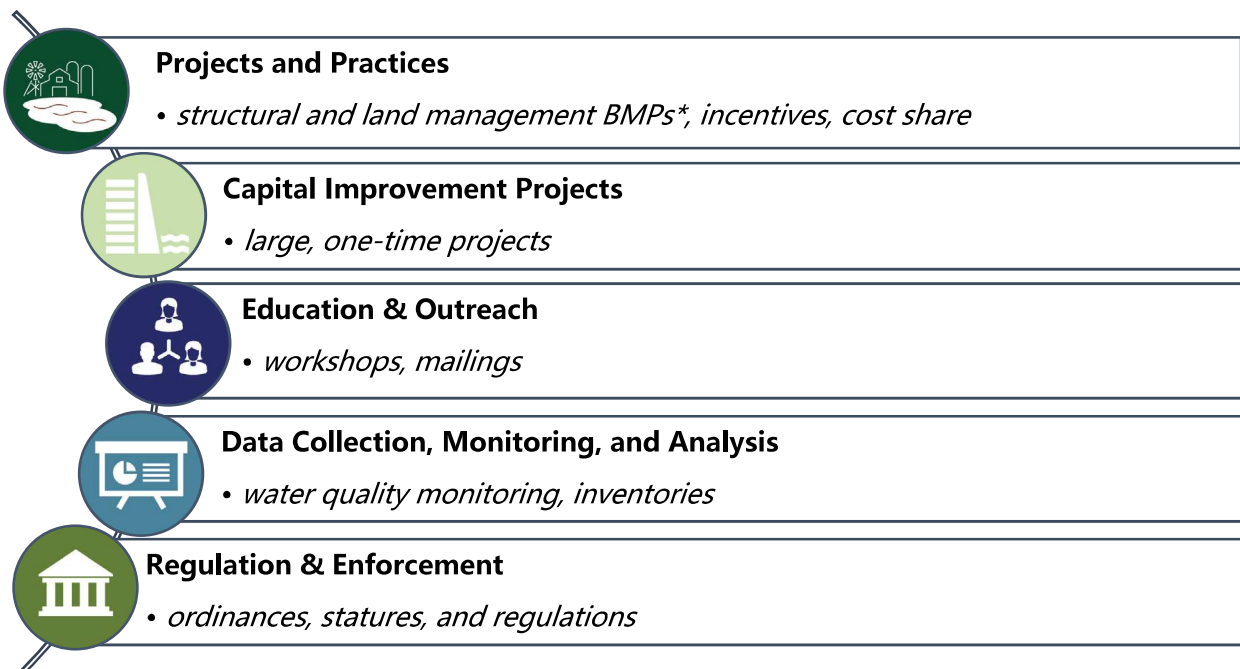 Projects and Practices
• structural and land management BMPs*, incentives, cost share
Capital Improvement Projects
• large, one-time projects
Education & Outreach
• workshops, mailings
Data Collection, Monitoring, and Analysis
• water quality monitoring, inventories
Regulation & Enforcement
• ordinances, statures, and regulations